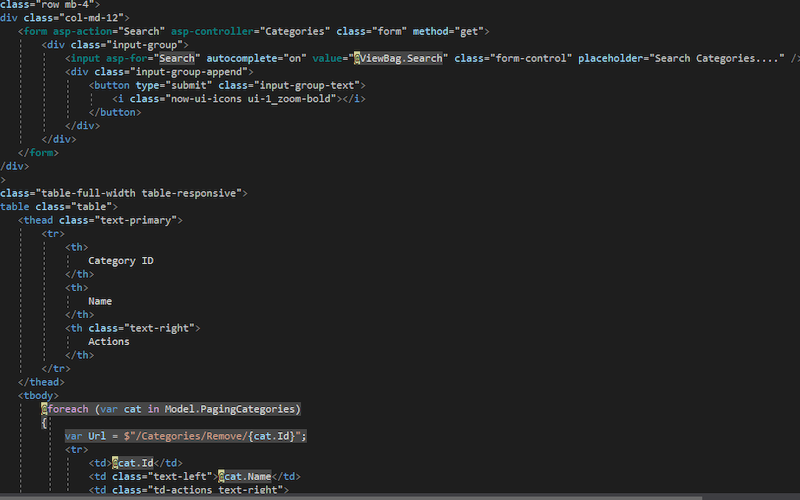 class="row mb-4">
div class="col-md-12">
<form asp-action="Search" asp-controller="Categories" class="form" method="get">
<div class="input-group">
<input asp-for="Search" autocomplete="on" value="@ViewBag.Search" class="form-control" placeholder="Search Categories...." />
<div class="input-group-append">
<button type="submit" class="input-group-text">
<i class="now-ui-icons ui-1_zoom-bold"></i>
</button>
</div>
</div>
</form>
/div>
>
class="table-full-width table-responsive">
table class="table">
<thead class="text-primary">
<tr>
<th>
Category ID
</th>
<th>
Name
</th>
<th class="text-right">
Actions
</th>
</tr>
</thead>
<tbody>
@foreach (var cat in Model.PagingCategories)
{
var Url = $"/Categories/Remove/{cat.Id}";
<tr>
<td>@cat.Id</td>
<td class="text-left">@cat.Name</td>
<td class="td-actions text-right">